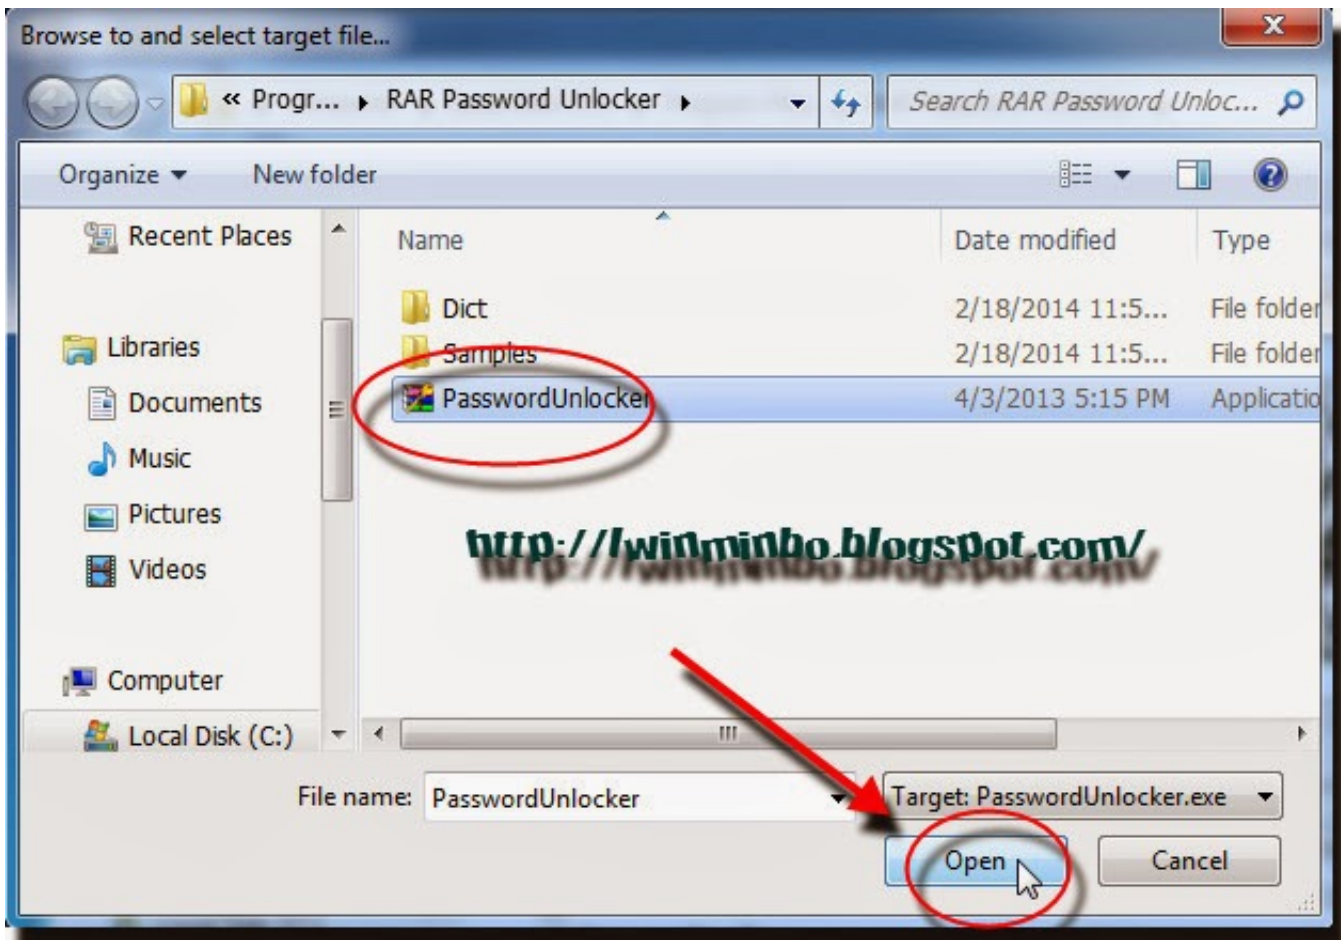 Browse to and select target file...
« Progr... RAR Password Unlocker
Search RAR Password Unloc...
Organize
New folder
Recent Places
Libraries
Documents
Music
Pictures
Videos
Computer
Local Disk (C:)
Name Date modified Type
Dict 2/18/2014 11:5... File folder
Samples 2/18/2014 11:5... File folder
PasswordUnlocker 4/3/2013 5:15 PM Applicatio
http://lwinminbo.blogspot.com/
File name: PasswordUnlocker
Target: PasswordUnlocker.exe
Open
Cancel